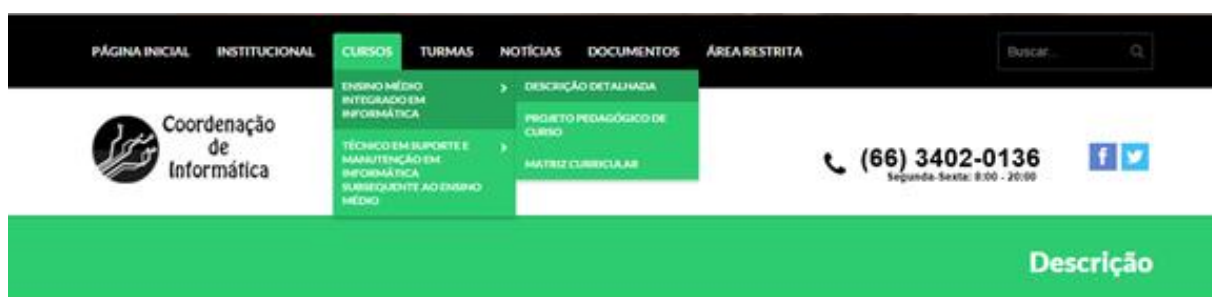 PÁGINA INICIAL INSTITUCIONAL CURSOS TURMAS NOTÍCIAS DOCUMENTOS ÁREA RESTRITA Buscar...
ENSINO MÉDIO
INTEGRADO EM
INFORMÁTICA
TÉCNICO EM SUPORTE E
MANUTENÇÃO EM
INFORMÁTICA
SUBSEQUENTE AO ENSINO
MÉDIO
DESCRIÇÃO DETALHADA
PROJETO PEDAGÓGICO DE
CURSO
MATRIZ CURRICULAR
Coordenação
de
Informática
(66) 3402-0136
Segunda-Sexta: 8:00 - 20:00
Descrição